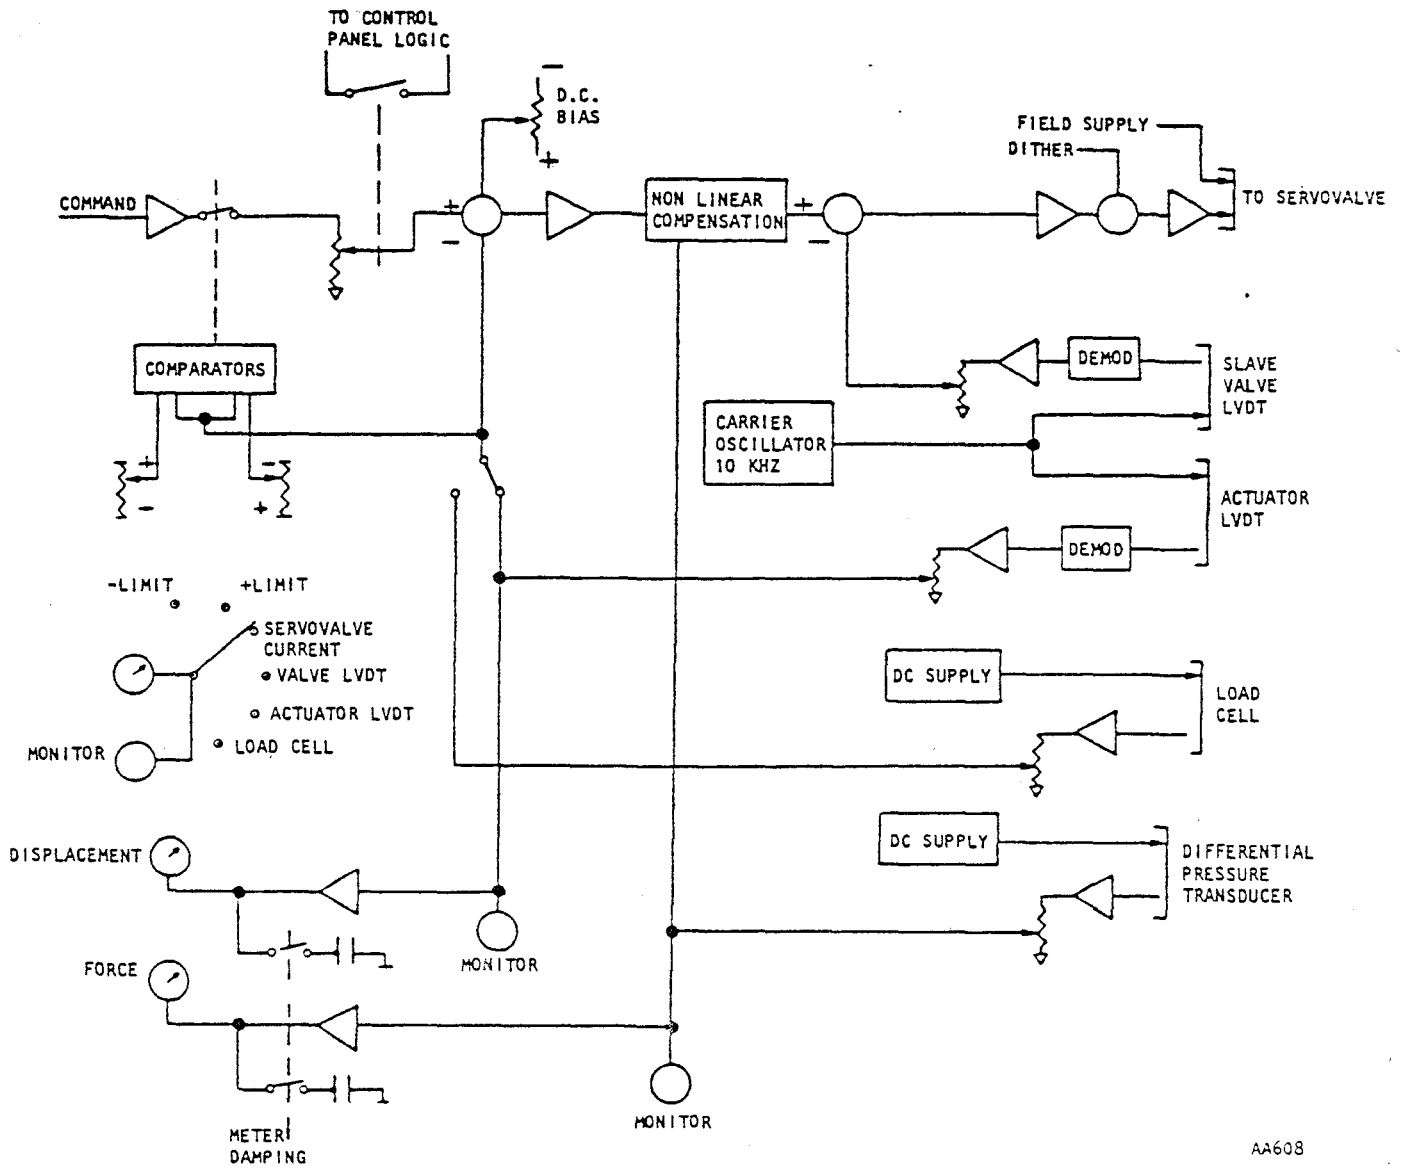 TO CONTROL
PANEL LOGIC
D.C.
BIAS
FIELD SUPPLY
DITHER
COMMAND
+
-
NON LINEAR
COMPENSATION
+
-
TO SERVOVALVE
-
+
COMPARATORS
+
-
-
+
DEMOD
SLAVE
VALVE
LVDT
CARRIER
OSCILLATOR
10 KHZ
ACTUATOR
LVDT
DEMOD
-LIMIT
+LIMIT
SERVOVALVE
CURRENT
VALVE LVDT
ACTUATOR LVDT
LOAD CELL
MONITOR
DC SUPPLY
LOAD
CELL
DISPLACEMENT
DC SUPPLY
DIFFERENTIAL
PRESSURE
TRANSDUCER
MONITOR
FORCE
MONITOR
METER
DAMPING
AA608